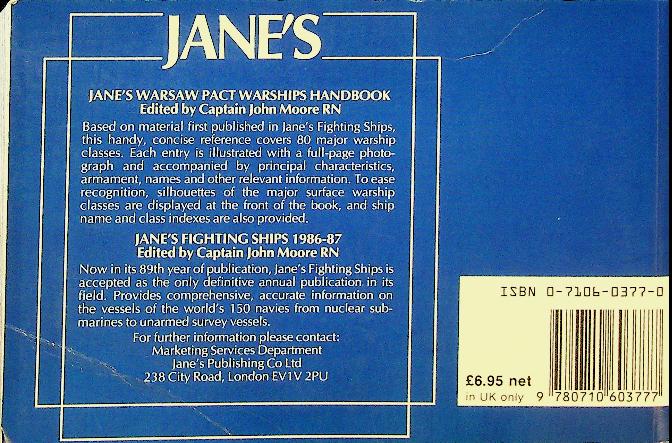 JANE'S
JANE'S WARSAW PACT WARSHIPS HANDBOOK
Edited by Captain John Moore RN
Based on material first published in Jane's Fighting Ships,
this handy, concise reference covers 80 major warship
classes. Each entry is illustrated with a full-page photo-
graph and accompanied by principal characteristics,
armament, names and other relevant information. To ease
recognition, silhouettes of the major surface warship
classes are displayed at the front of the book, and ship
name and class indexes are also provided.
JANE'S FIGHTING SHIPS 1986-87
Edited by Captain John Moore RN
Now in its 89th year of publication, Jane's Fighting Ships is
accepted as the only definitive annual publication in its
field. Provides comprehensive, accurate information on
the vessels of the world's 150 navies from nuclear sub-
marines to unarmed survey vessels.
For further information please contact:
Marketing Services Department
Jane's Publishing Co Ltd
238 City Road, London EV1V 2PU
ISBN 0-7106-0377-0
£6.95 net
in UK only
9 780710 603777